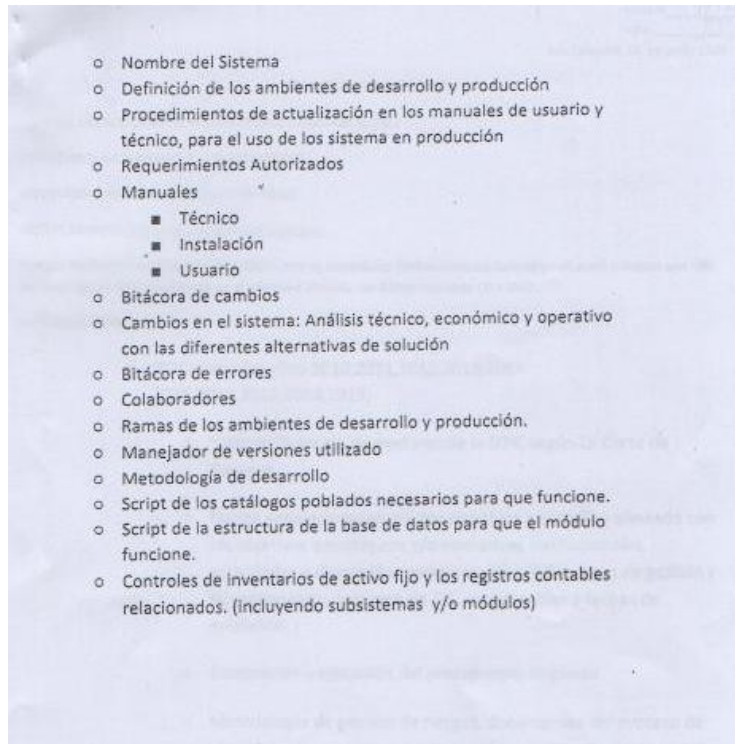 o Nombre del Sistema
o Definición de los ambientes de desarrollo y producción
o Procedimientos de actualización en los manuales de usuario y
técnico, para el uso de los sistema en producción
o Requerimientos Autorizados
o Manuales
■ Técnico
■ Instalación
■ Usuario
o Bitácora de cambios
o Cambios en el sistema: Análisis técnico, económico y operativo
con las diferentes alternativas de solución
o Bitácora de errores
o Colaboradores
o Ramas de los ambientes de desarrollo y producción.
o Manejador de versiones utilizado
o Metodología de desarrollo
o Script de los catálogos poblados necesarios para que funcione.
o Script de la estructura de la base de datos para que el módulo
funcione.
o Controles de inventarios de activo fijo y los registros contables
relacionados. (incluyendo subsistemas y/o módulos)